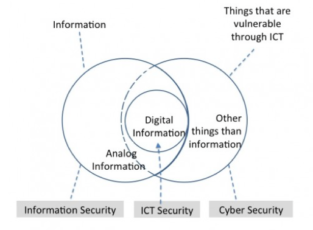 Information
Things that are
vulnerable
through ICT
Digital
Information
Other
things than
information
Analog
Information
Information Security
ICT Security
Cyber Security